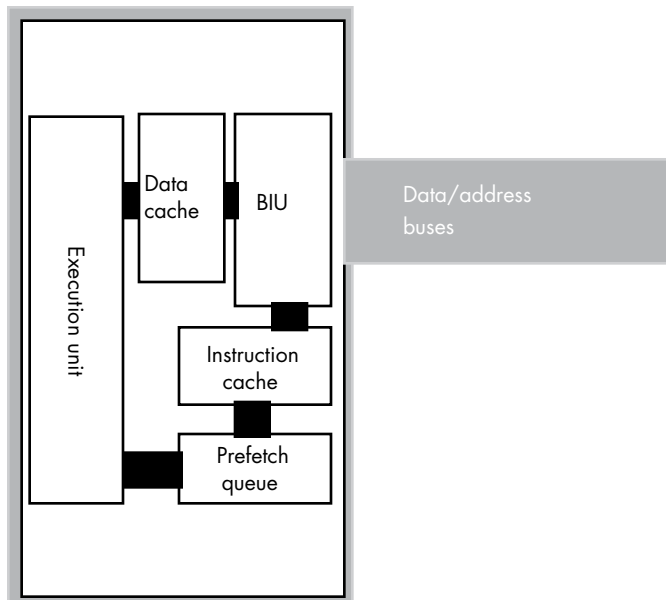 Data
cache
BIU
Data/address
buses
Execution unit
Instruction
cache
Prefetch
queue